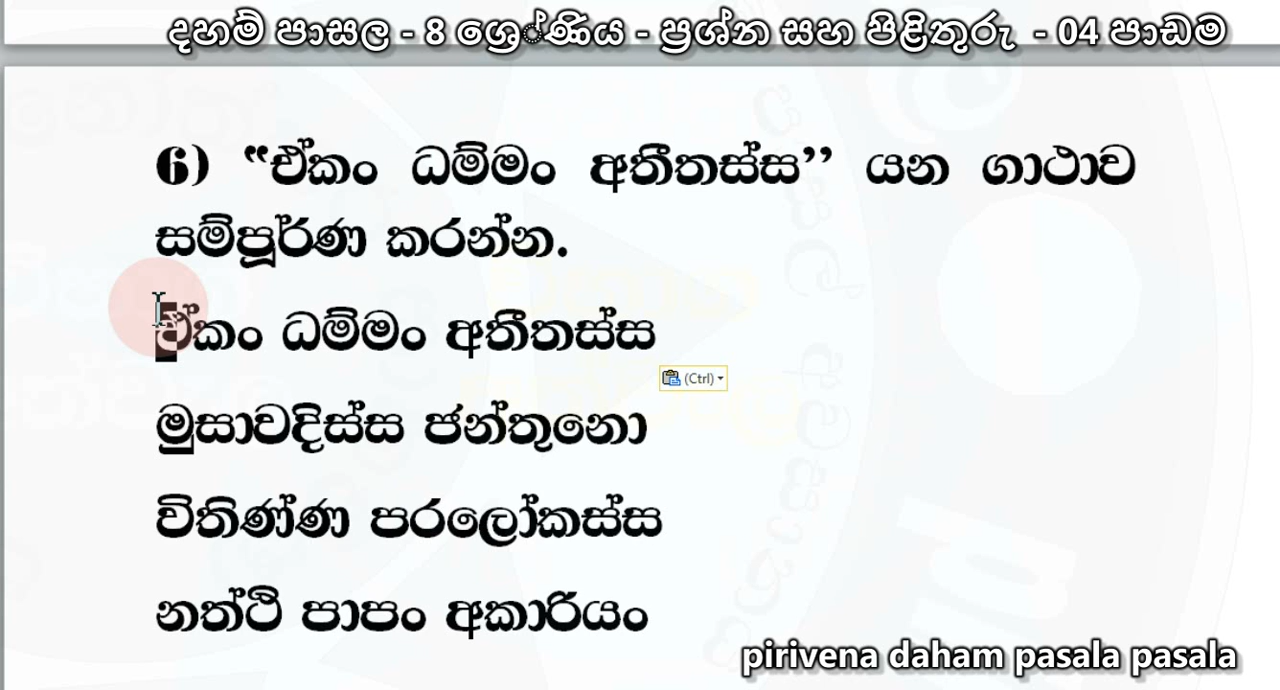 දහම් පාසල - 8 ශ්‍රේණිය - ප්‍රශ්න සහ පිළිතුරු - 04 පාඩම
6) “ඒකං ධම්මං අතීතස්ස’’ යන ගාථාව
සම්පූර්ණ කරන්න.
ඒකං ධම්මං අතීතස්ස
(Ctrl)
මුසාවදිස්ස ජන්තුනො
විතිණ්ණ පරලෝකස්ස
නත්ථි පාපං අකාරියං
pirivena daham pasala pasala